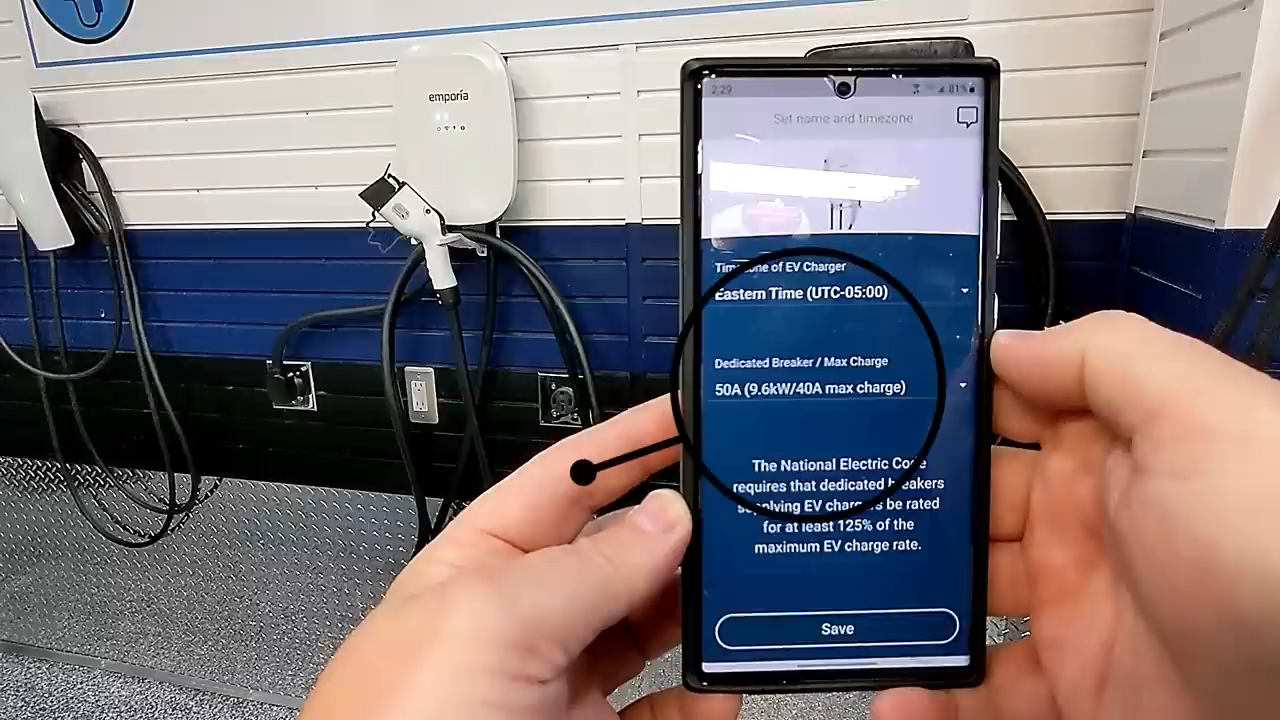 emporia
2:29
81%
Set name and timezone
Timezone of EV Charger
Eastern Time (UTC-05:00)
Dedicated Breaker / Max Charge
50A (9.6kW/40A max charge)
The National Electric Code
requires that dedicated breakers
supplying EV chargers be rated
for at least 125% of the
maximum EV charge rate.
Save